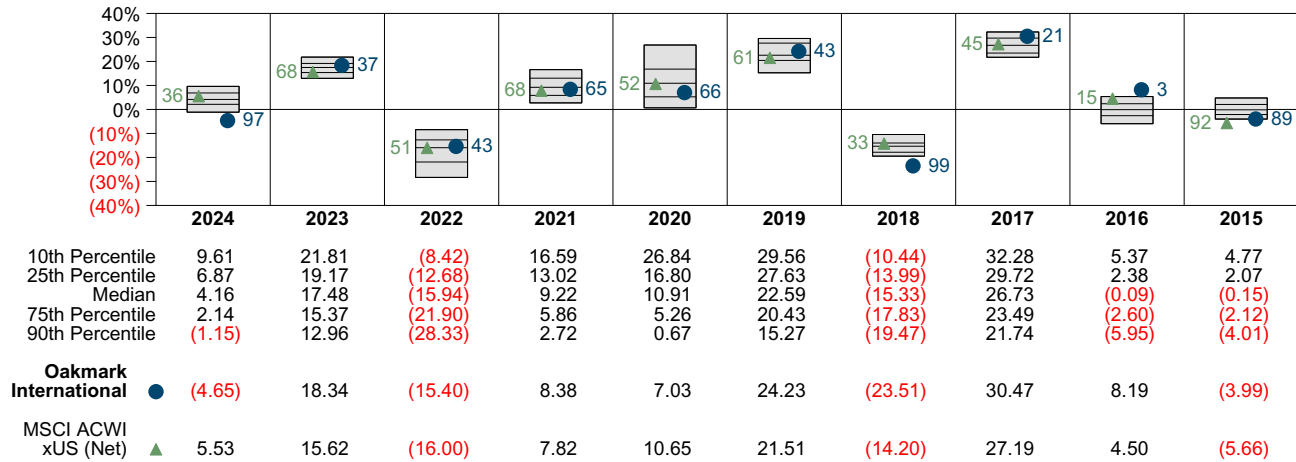 40%
30%
20%
10%
0%
(10%)
(20%)
(30%)
(40%)
36 97 68 37 51 43 68 65 52 66 61 43 33 99 45 21 15 3 92 89
2024 2023 2022 2021 2020 2019 2018 2017 2016 2015
10th Percentile 9.61 21.81 (8.42) 16.59 26.84 29.56 (10.44) 32.28 5.37 4.77
25th Percentile 6.87 19.17 (12.68) 13.02 16.80 27.63 (13.99) 29.72 2.38 2.07
Median 4.16 17.48 (15.94) 9.22 10.91 22.59 (15.33) 26.73 (0.09) (0.15)
75th Percentile 2.14 15.37 (21.90) 5.86 5.26 20.43 (17.83) 23.49 (2.60) (2.12)
90th Percentile (1.15) 12.96 (28.33) 2.72 0.67 15.27 (19.47) 21.74 (5.95) (4.01)
Oakmark
International (4.65) 18.34 (15.40) 8.38 7.03 24.23 (23.51) 30.47 8.19 (3.99)
MSCI ACWI
xUS (Net) 5.53 15.62 (16.00) 7.82 10.65 21.51 (14.20) 27.19 4.50 (5.66)